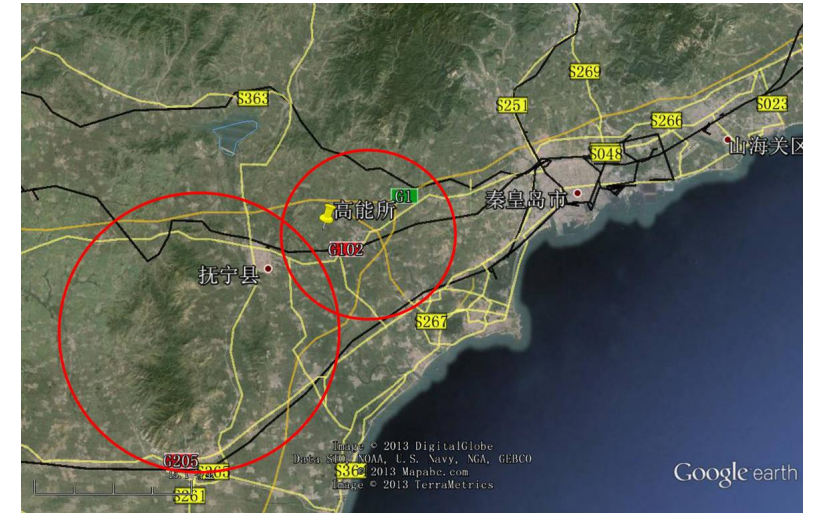 S269
S363
S251
S023
S266
山海关区
S048
G1
秦皇岛市
高能所
G102
抚宁县
S267
Image © 2013 DigitalGlobe
Data SIO, NOAA, U.S. Navy, NGA, GEBCO
G205
© 2013 Mapabc.com
Image © 2013 TerraMetrics
Google earth
S261